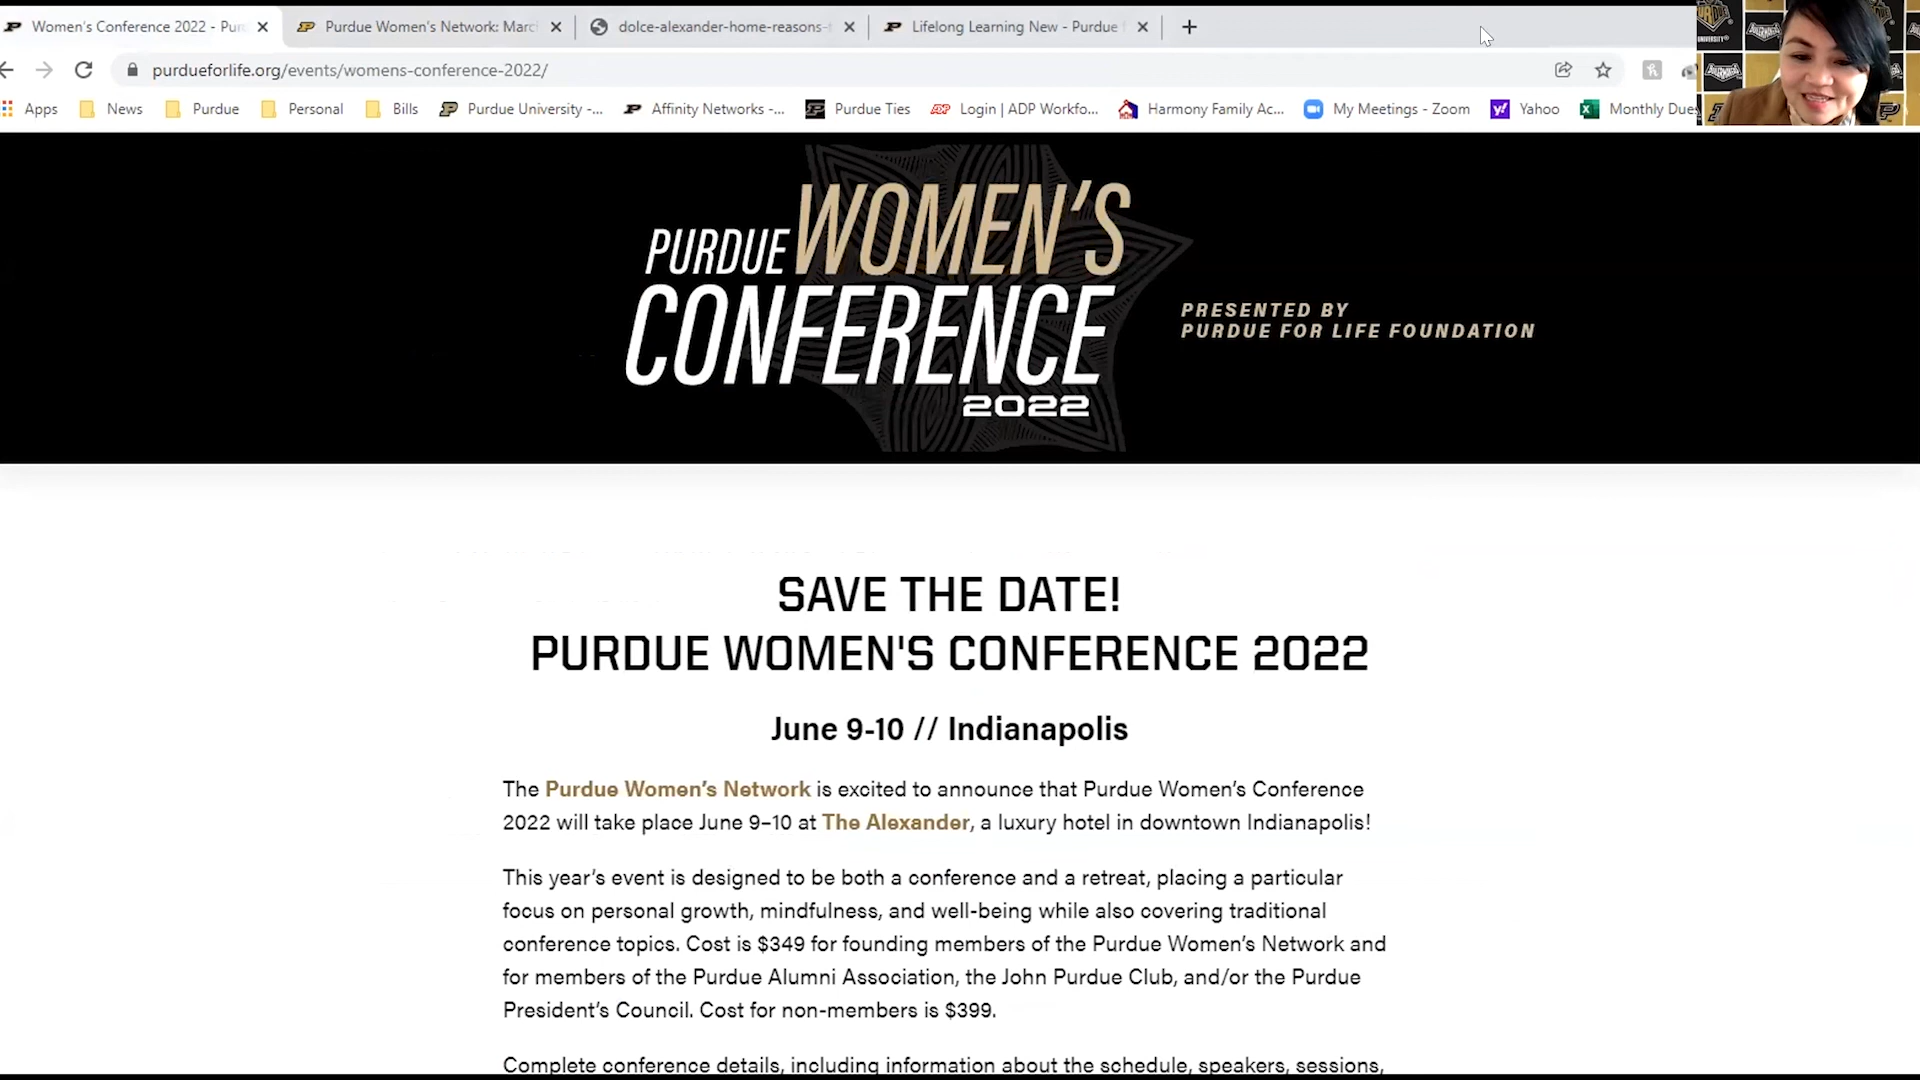 Women's Conference 2022 - Pur
Purdue Women's Network: Marc
dolce-alexander-home-reasons-
Lifelong Learning New - Purdue
purdueforlife.org/events/womens-conference-2022/
Apps
News
Purdue
Personal
Bills
Purdue University -...
Affinity Networks -...
Purdue Ties
Login | ADP Workfo...
Harmony Family Ac...
My Meetings - Zoom
Yahoo
Monthly Dues
PURDUE WOMEN'S
CONFERENCE
2022
PRESENTED BY
PURDUE FOR LIFE FOUNDATION
SAVE THE DATE!
PURDUE WOMEN'S CONFERENCE 2022
June 9-10 // Indianapolis
The Purdue Women's Network is excited to announce that Purdue Women's Conference
2022 will take place June 9–10 at The Alexander, a luxury hotel in downtown Indianapolis!
This year's event is designed to be both a conference and a retreat, placing a particular
focus on personal growth, mindfulness, and well-being while also covering traditional
conference topics. Cost is $349 for founding members of the Purdue Women's Network and
for members of the Purdue Alumni Association, the John Purdue Club, and/or the Purdue
President's Council. Cost for non-members is $399.
Complete conference details, including information about the schedule, speakers, sessions,